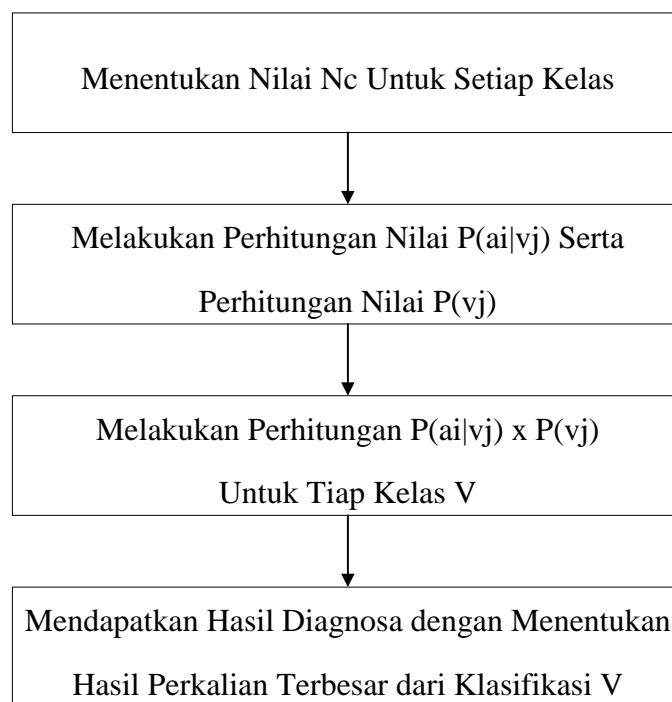 Menentukan Nilai Nc Untuk Setiap Kelas
Melakukan Perhitungan Nilai P(ai|vj) Serta
Perhitungan Nilai P(vj)
Melakukan Perhitungan P(ai|vj) x P(vj)
Untuk Tiap Kelas V
Mendapatkan Hasil Diagnosa dengan Menentukan
Hasil Perkalian Terbesar dari Klasifikasi V